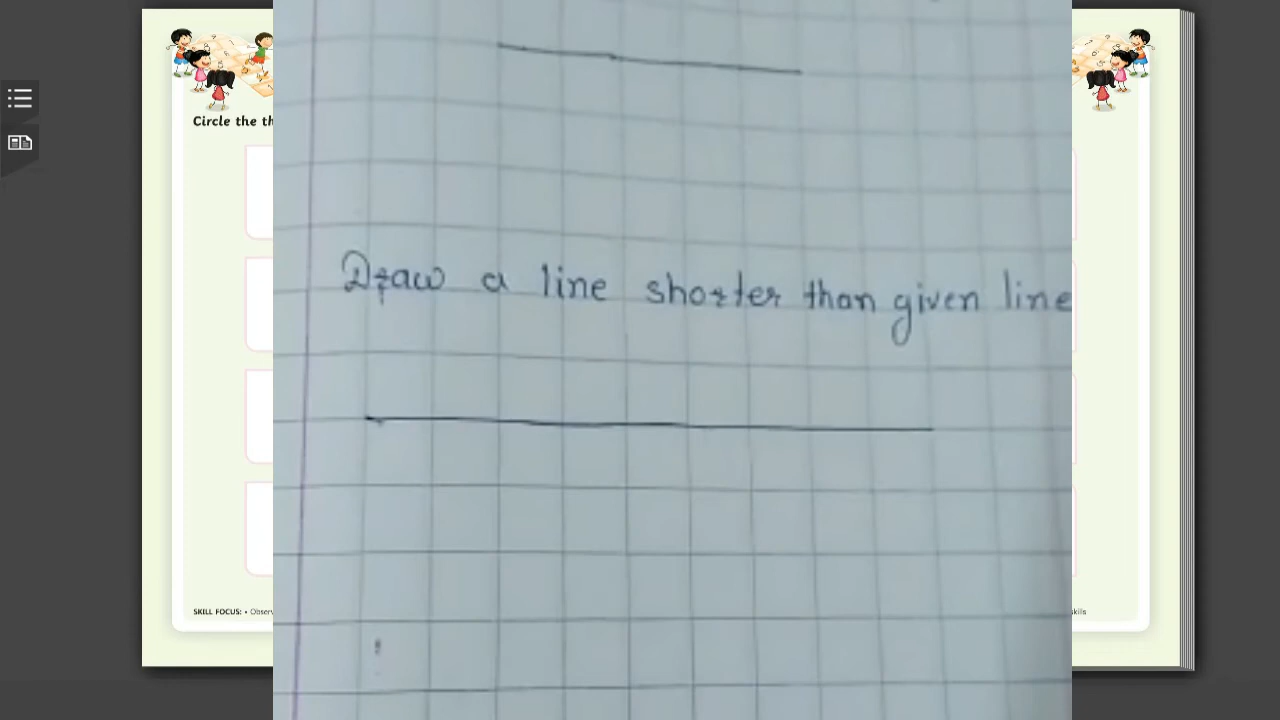 Circle the th
Draw a line shorter than given line
SKILL FOCUS: • Observ
kills